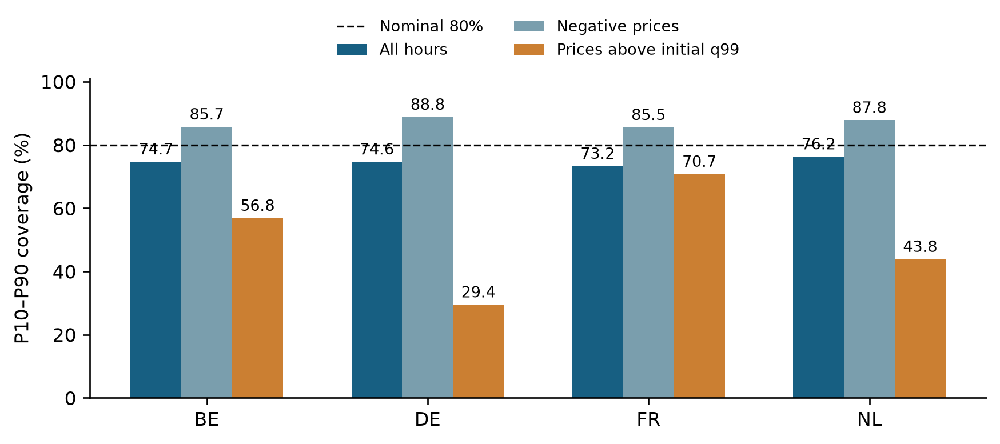 Nominal 80%
All hours
Negative prices
Prices above initial q99
P10–P90 coverage (%)
100
80
60
40
20
0
74.7
85.7
56.8
74.6
88.8
29.4
73.2
85.5
70.7
76.2
87.8
43.8
BE
DE
FR
NL